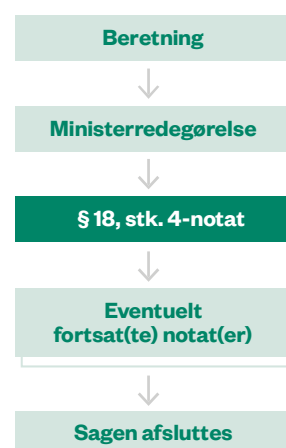 Beretning
Ministerredegørelse
§ 18, stk. 4-notat
Eventuelt
fortsat(te) notat(er)
Sagen afsluttes